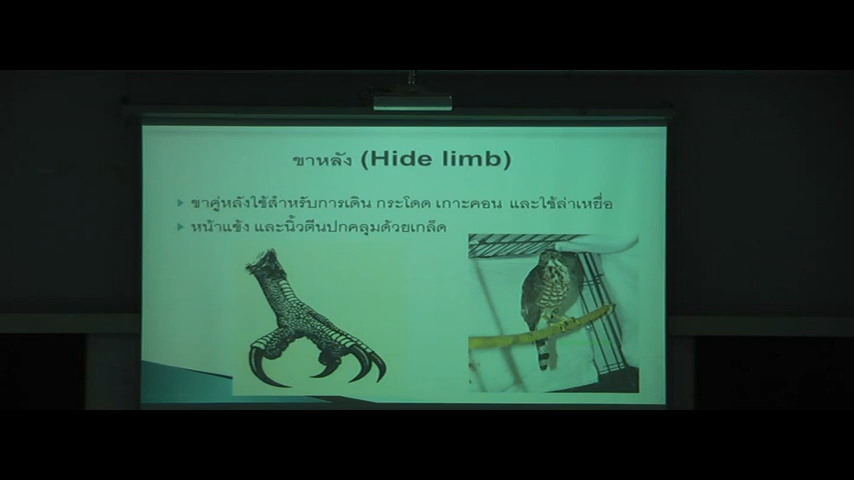 ขาหลัง (Hide limb)
ขาคู่หลังใช้สำหรับการเดิน กระโดด เกาะคอน และใช้ล่าเหยื่อ
หน้าแข้ง และนิ้วตีนปกคลุมด้วยเกล็ด